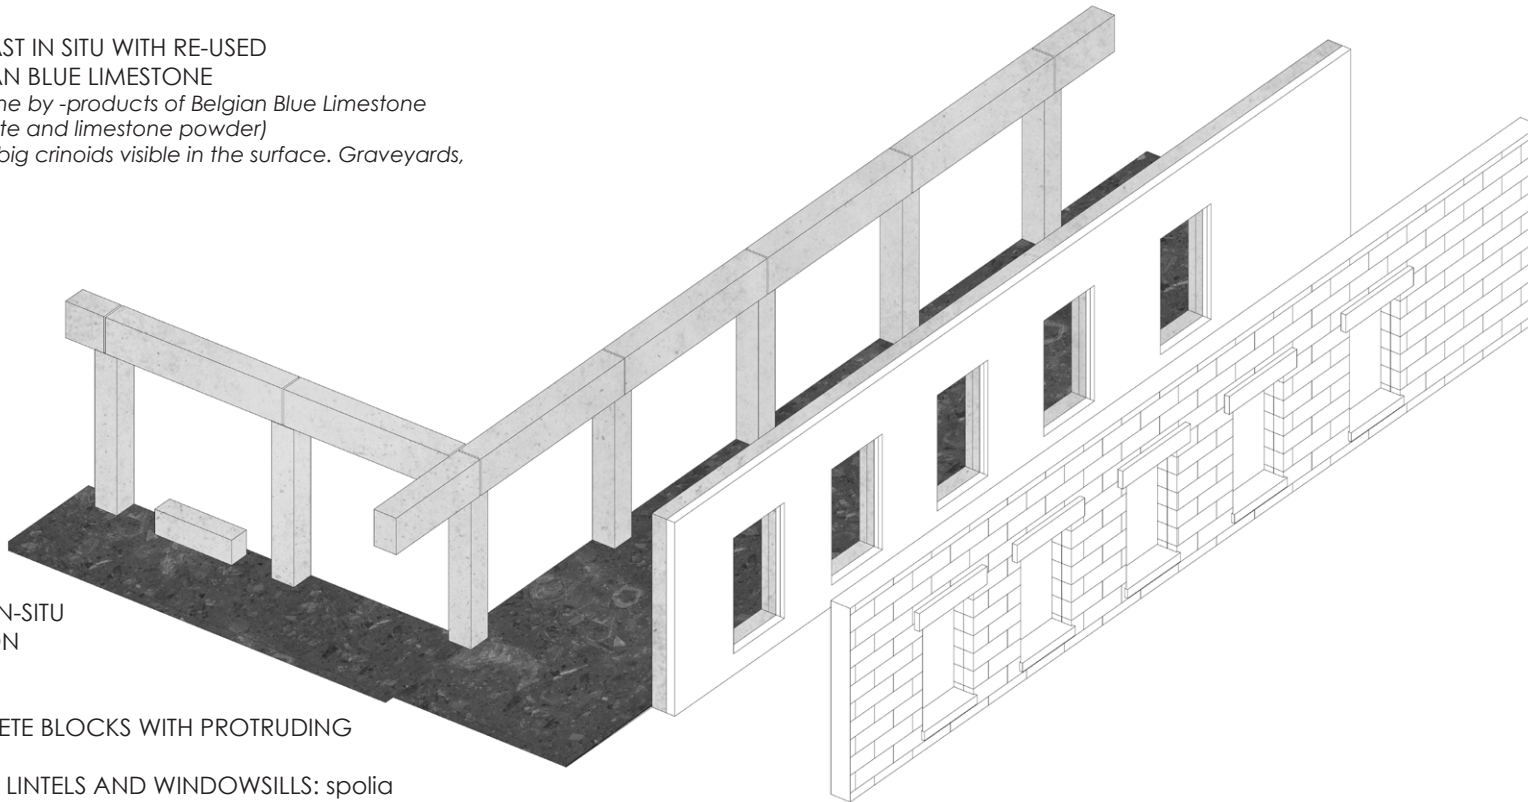 AST IN SITU WITH RE-USED
AN BLUE LIMESTONE
ne by -products of Belgian Blue Limestone
te and limestone powder)
big crinoids visible in the surface. Graveyards,
N-SITU
ON
ETE BLOCKS WITH PROTRUDING
LINTELS AND WINDOWSILLS: spolia